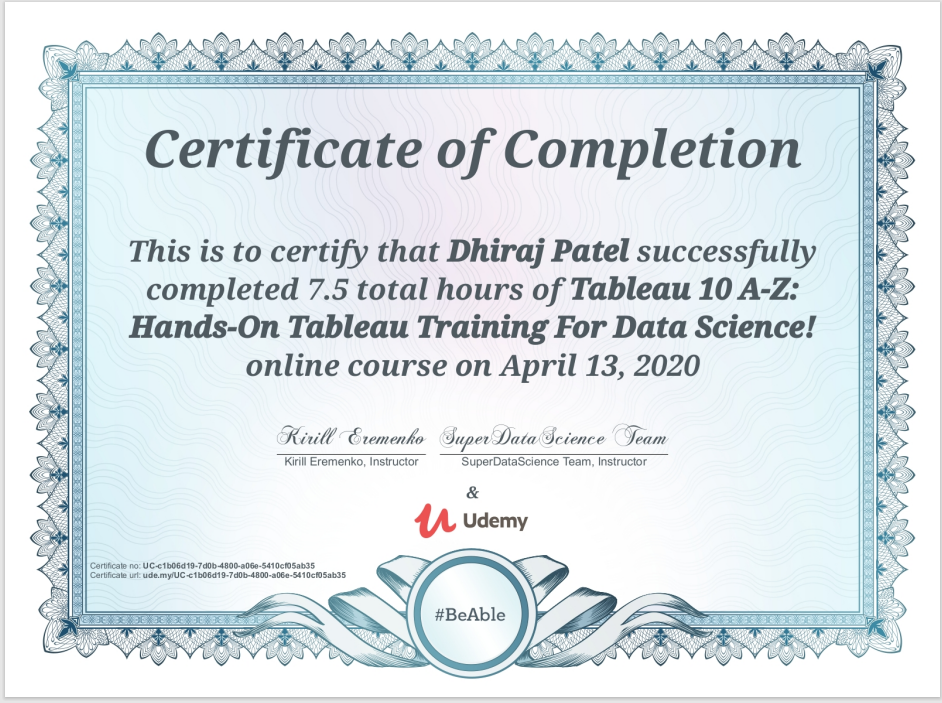 Certificate of Completion
This is to certify that Dhiraj Patel successfully
completed 7.5 total hours of Tableau 10 A-Z:
Hands-On Tableau Training For Data Science!
online course on April 13, 2020
Kirill Eremenko SuperDataScience Team
Kirill Eremenko, Instructor SuperDataScience Team, Instructor
&
Udemy
Certificate no: UC-c1b06d19-7d0b-4800-a06e-5410cf05ab35
Certificate url: ude.my/UC-c1b06d19-7d0b-4800-a06e-5410cf05ab35
#BeAble